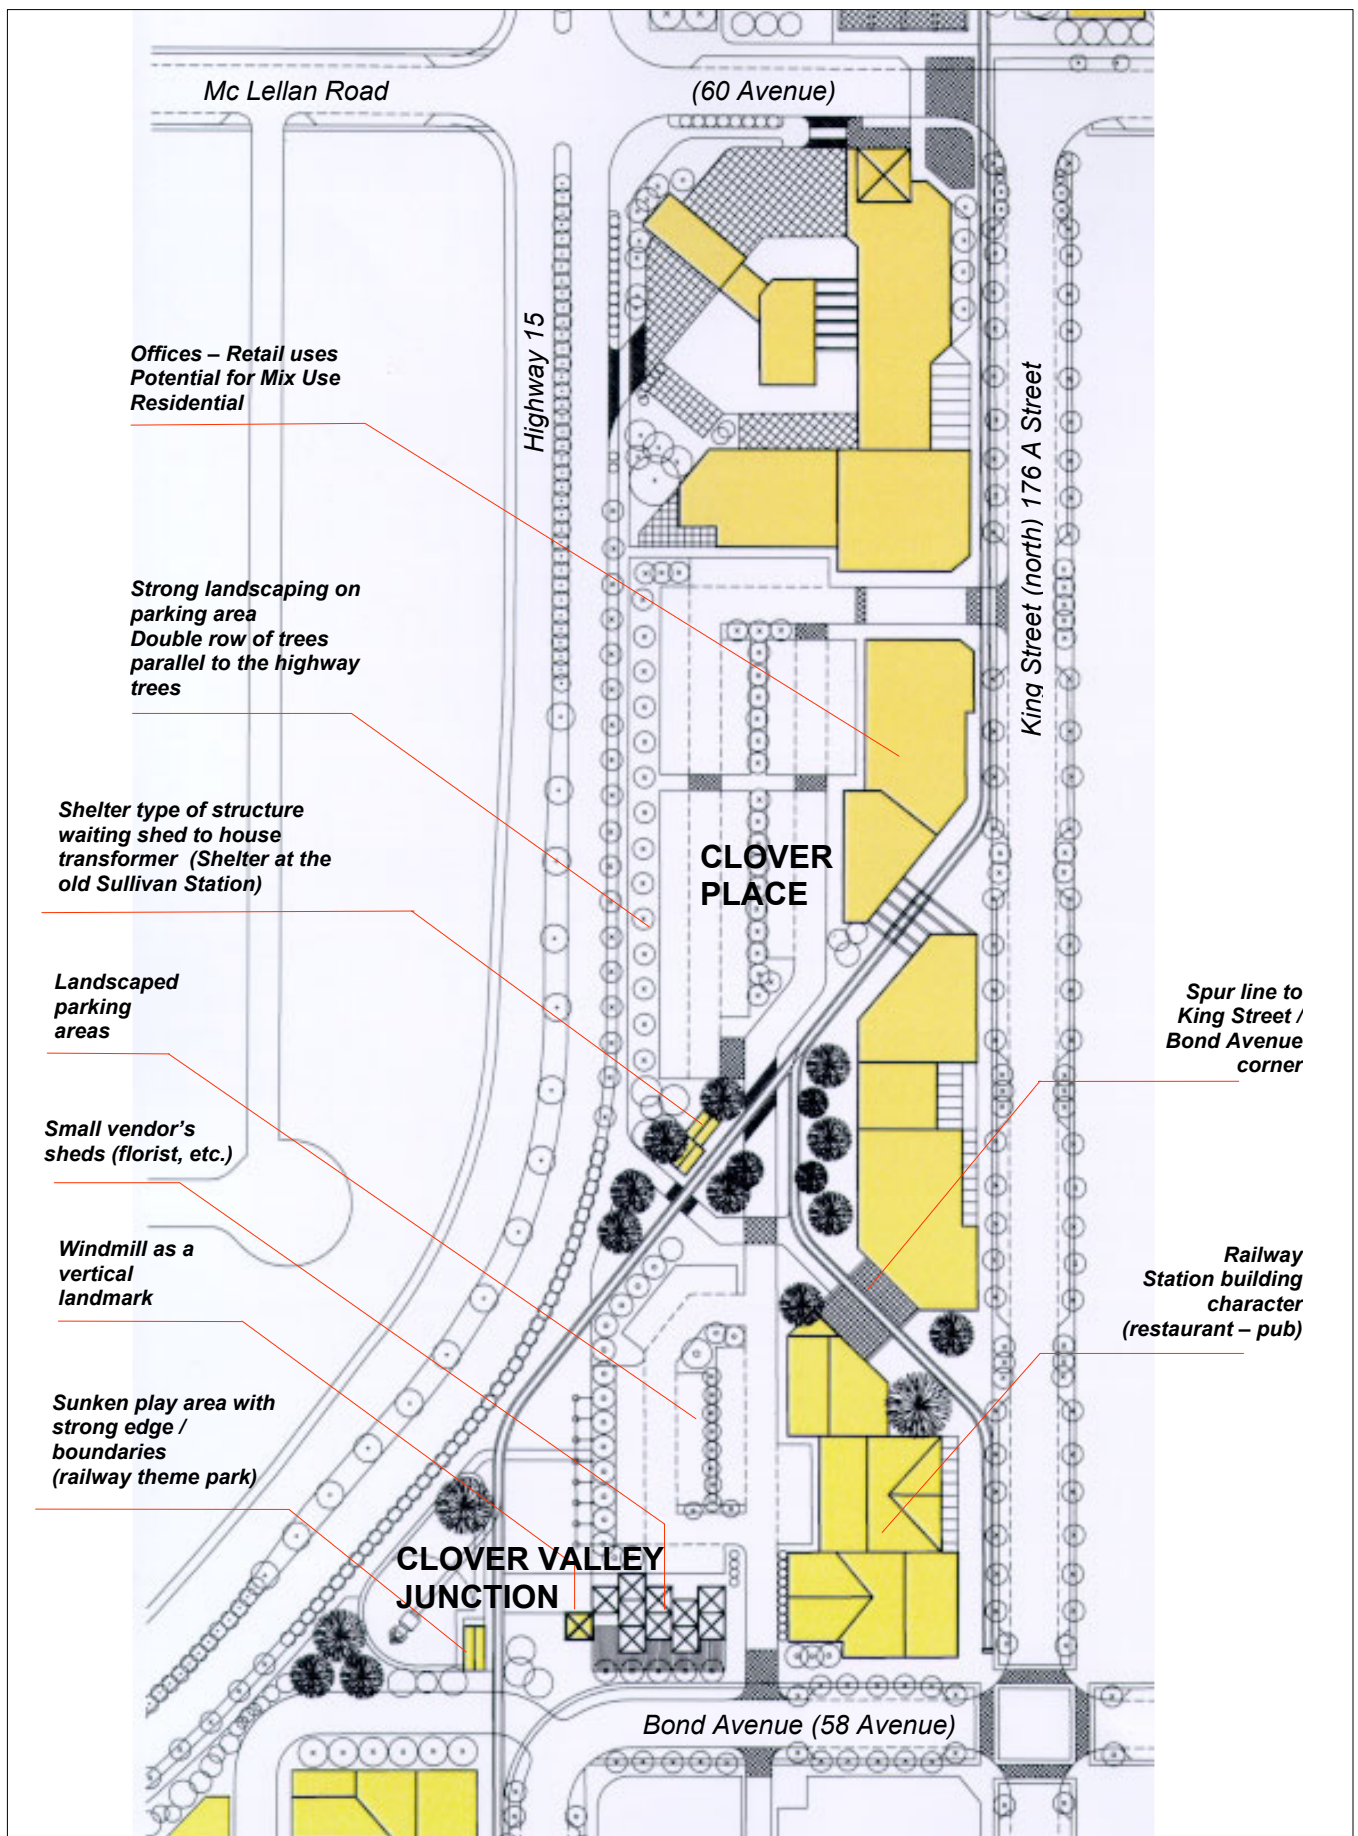 Mc Lellan Road
(60 Avenue)
Highway 15
King Street (north) 176 A Street
Offices – Retail uses
Potential for Mix Use
Residential
Strong landscaping on
parking area
Double row of trees
parallel to the highway
trees
Shelter type of structure
waiting shed to house
transformer (Shelter at the
old Sullivan Station)
CLOVER
PLACE
Landscaped
parking
areas
Spur line to
King Street /
Bond Avenue
corner
Small vendor's
sheds (florist, etc.)
Windmill as a
vertical
landmark
Railway
Station building
character
(restaurant – pub)
Sunken play area with
strong edge /
boundaries
(railway theme park)
CLOVER VALLEY
JUNCTION
Bond Avenue (58 Avenue)